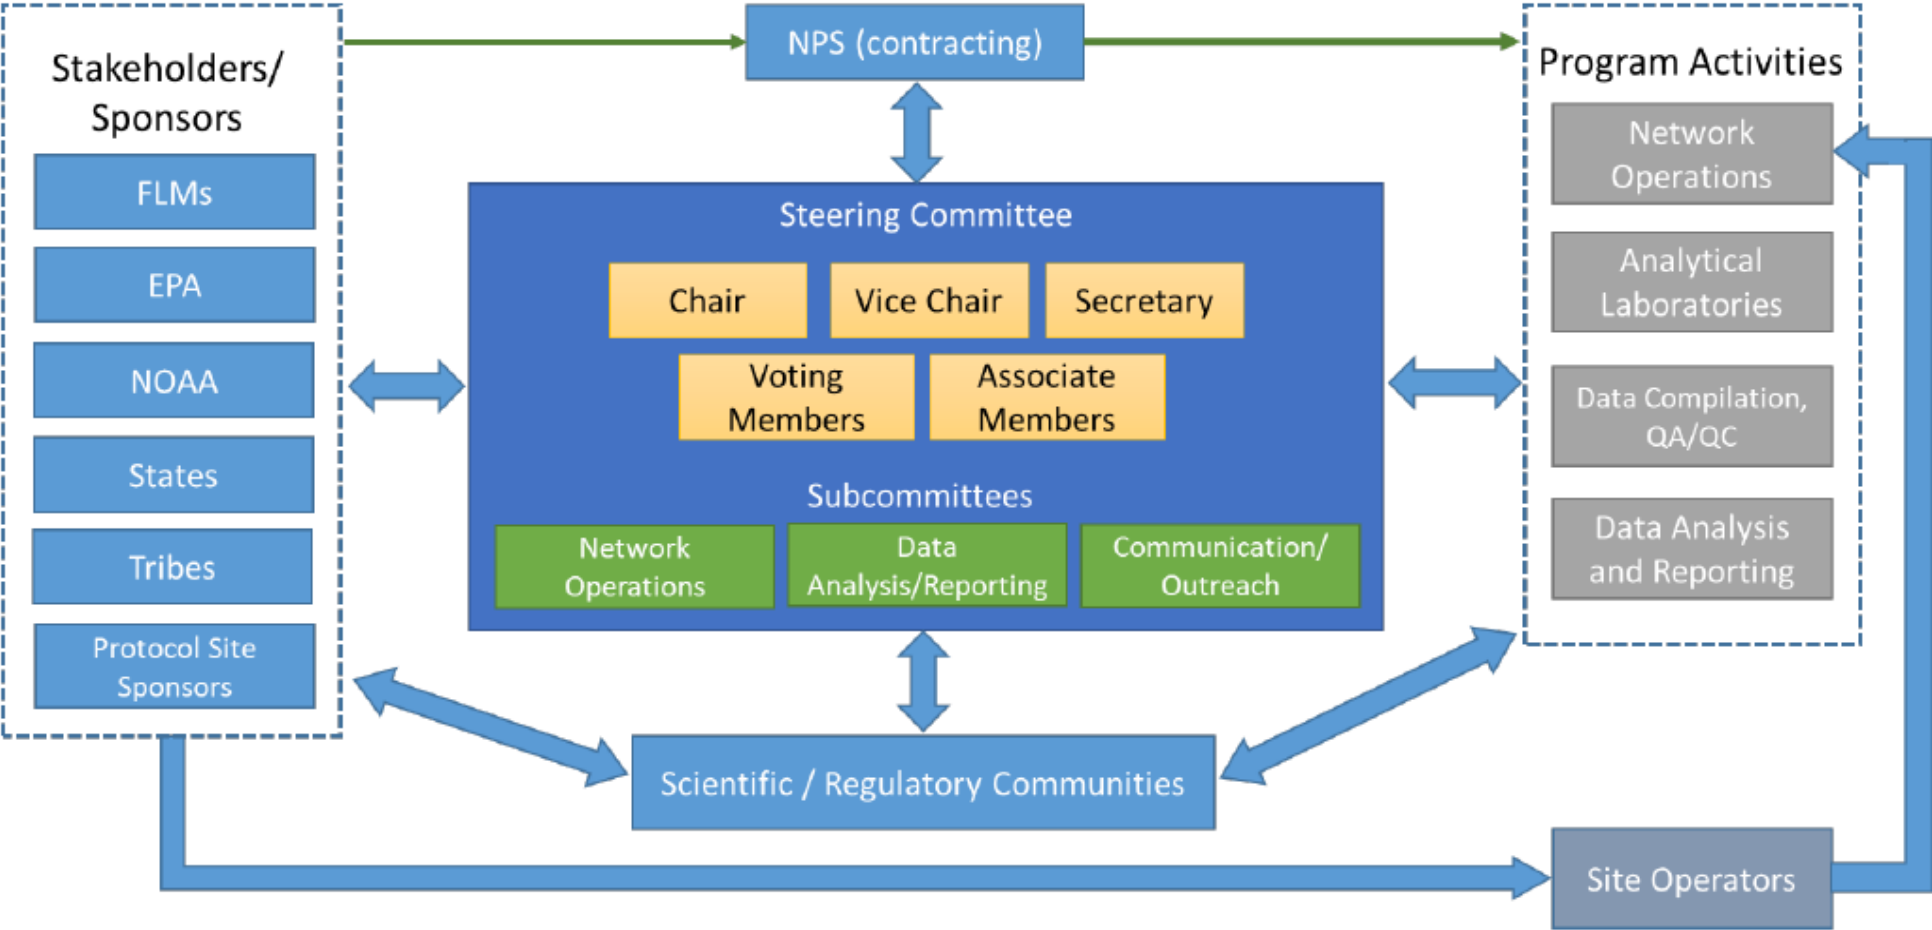 Stakeholders/
Sponsors
FLMs
EPA
NOAA
States
Tribes
Protocol Site
Sponsors
NPS (contracting)
Steering Committee
Chair
Vice Chair
Secretary
Voting
Members
Associate
Members
Subcommittees
Network
Operations
Data
Analysis/Reporting
Communication/
Outreach
Scientific / Regulatory Communities
Program Activities
Network
Operations
Analytical
Laboratories
Data Compilation,
QA/QC
Data Analysis
and Reporting
Site Operators